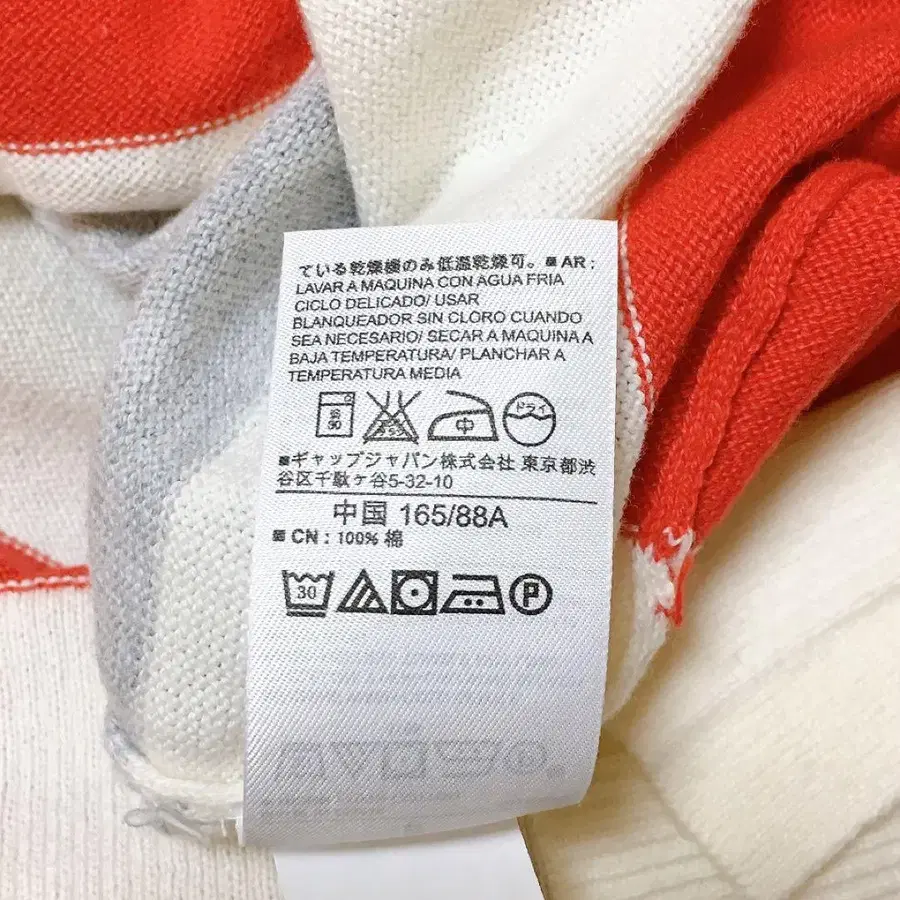 ている乾燥機のみ低温乾燥可。■ AR :
LAVAR A MAQUINA CON AGUA FRIA
CICLO DELICADO/ USAR
BLANQUEADOR SIN CLORO CUANDO
SEA NECESARIO/ SECAR A MAQUINA A
BAJA TEMPERATURA/ PLANCHAR A
TEMPERATURA MEDIA
弱 30 中 ドライ
■ギャップジャパン株式会社 東京都渋
谷区千駄ヶ谷5-32-10
中国 165/88A
■ CN : 100% 棉
30 P